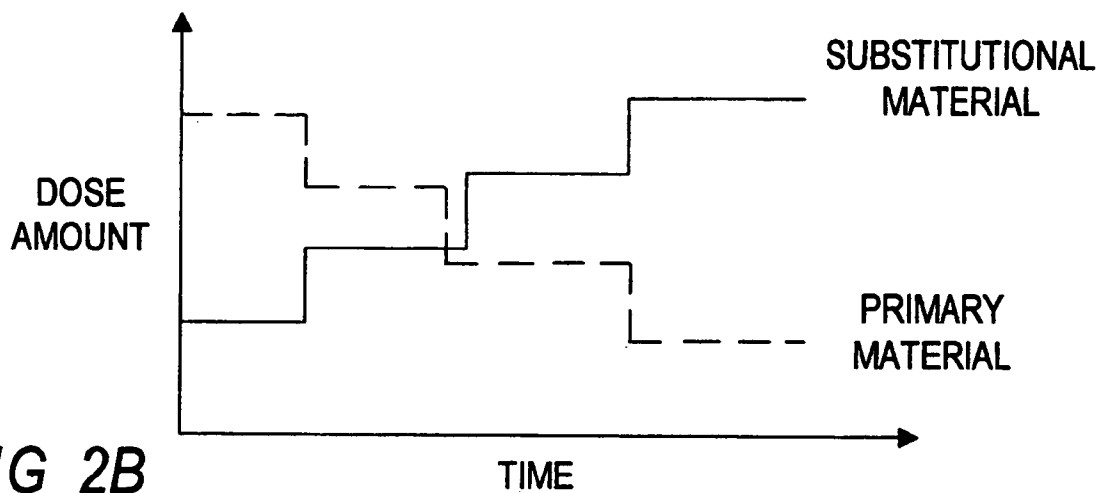 SUBSTITUTIONAL
MATERIAL
DOSE
AMOUNT
PRIMARY
MATERIAL
TIME
G 2B